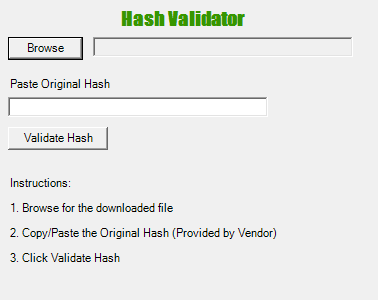 Hash Validator
Browse
Paste Original Hash
Validate Hash
Instructions:
1. Browse for the downloaded file
2. Copy/Paste the Original Hash (Provided by Vendor)
3. Click Validate Hash